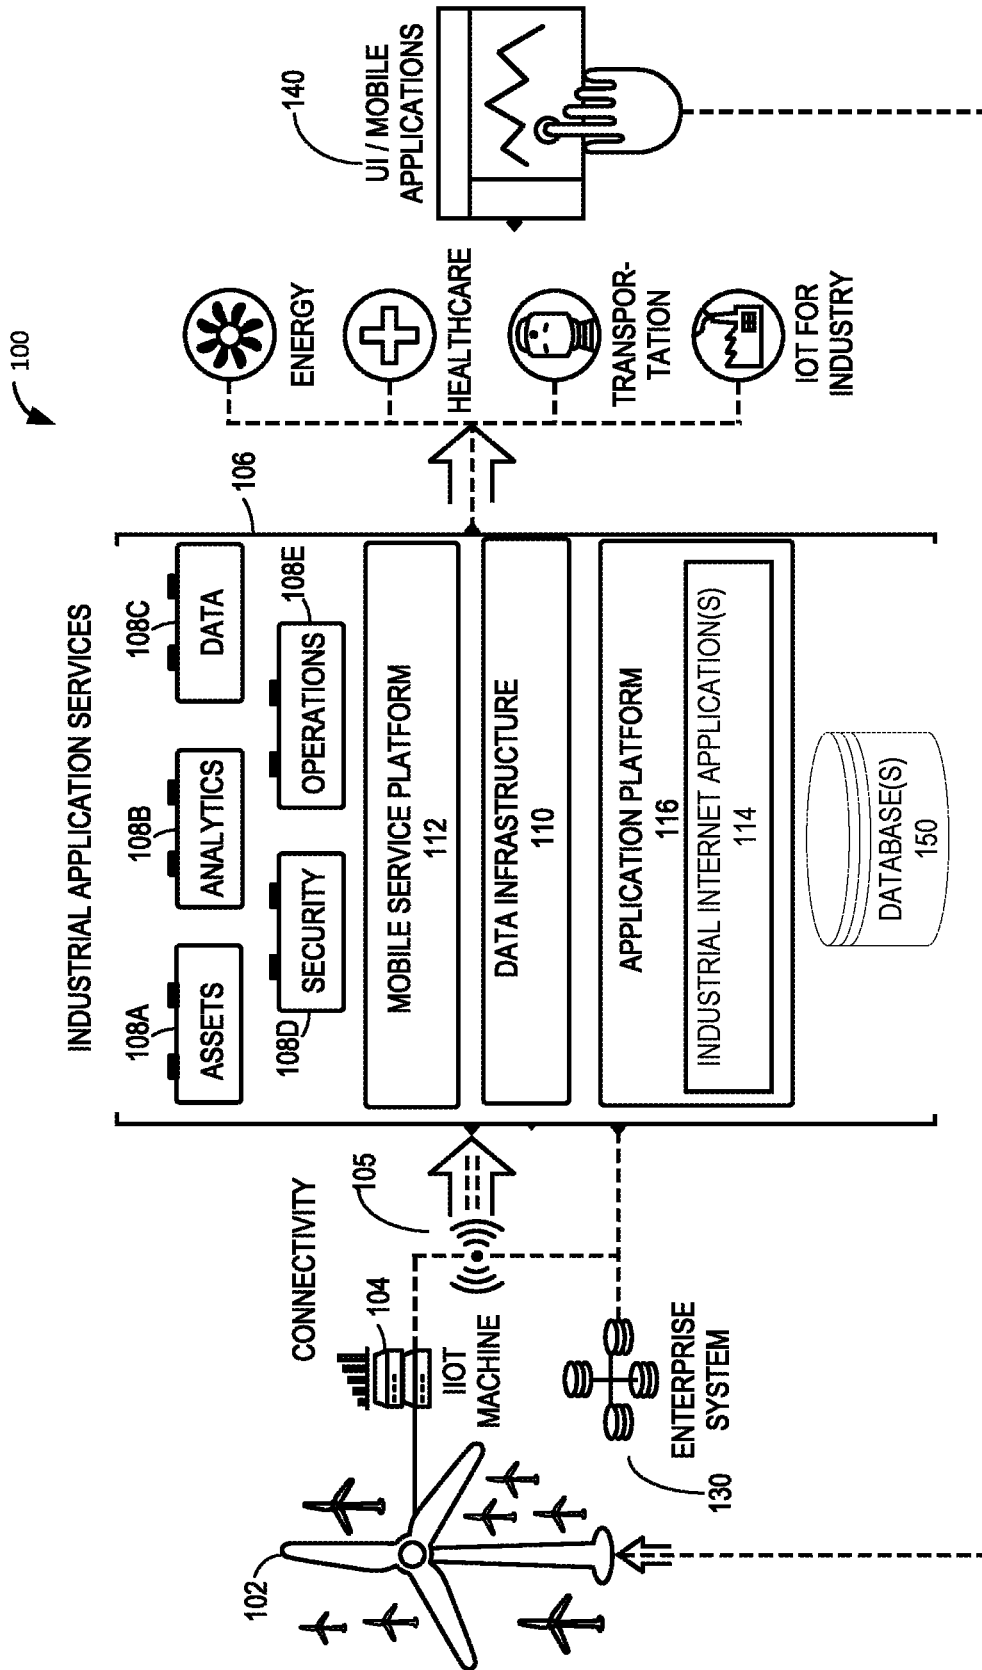 100
INDUSTRIAL APPLICATION SERVICES
CONNECTIVITY
102
104
IIOT
MACHINE
105
ENTERPRISE
SYSTEM
130
106
108A
ASSETS
108B
ANALYTICS
108C
DATA
108D
SECURITY
108E
OPERATIONS
MOBILE SERVICE PLATFORM
112
DATA INFRASTRUCTURE
110
APPLICATION PLATFORM
116
INDUSTRIAL INTERNET APPLICATION(S)
114
DATABASE(S)
150
ENERGY
HEALTHCARE
TRANSPOR-
TATION
IOT FOR
INDUSTRY
140
UI / MOBILE
APPLICATIONS